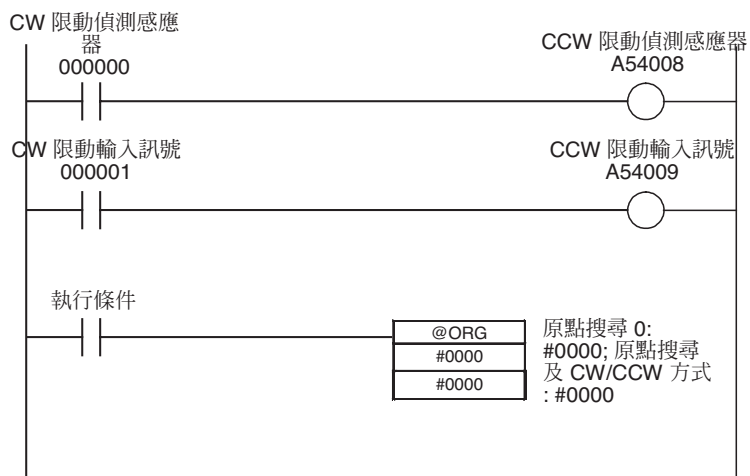 CW 限動偵測感應
器
000000
CCW 限動偵測感應器
A54008
CW 限動輸入訊號
000001
CCW 限動輸入訊號
A54009
執行條件
@ORG
#0000
#0000
原點搜尋 0:
#0000; 原點搜尋
及 CW/CCW 方式
: #0000